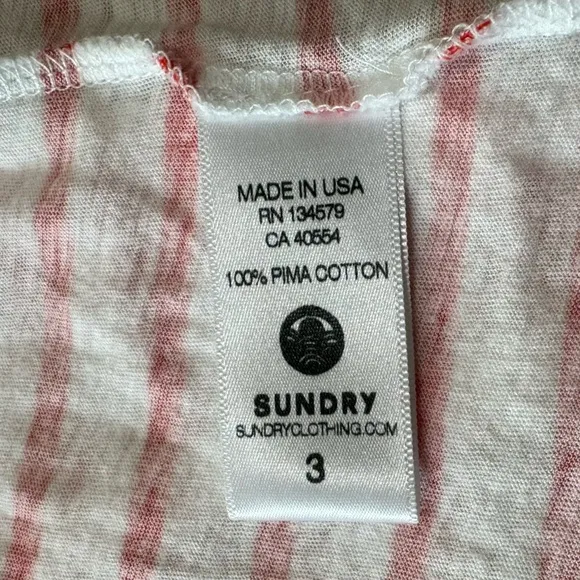 MADE IN USA
RN 134579
CA 40554
100% PIMA COTTON
SUNDRY
SUNDRYCLOTHING.COM
3